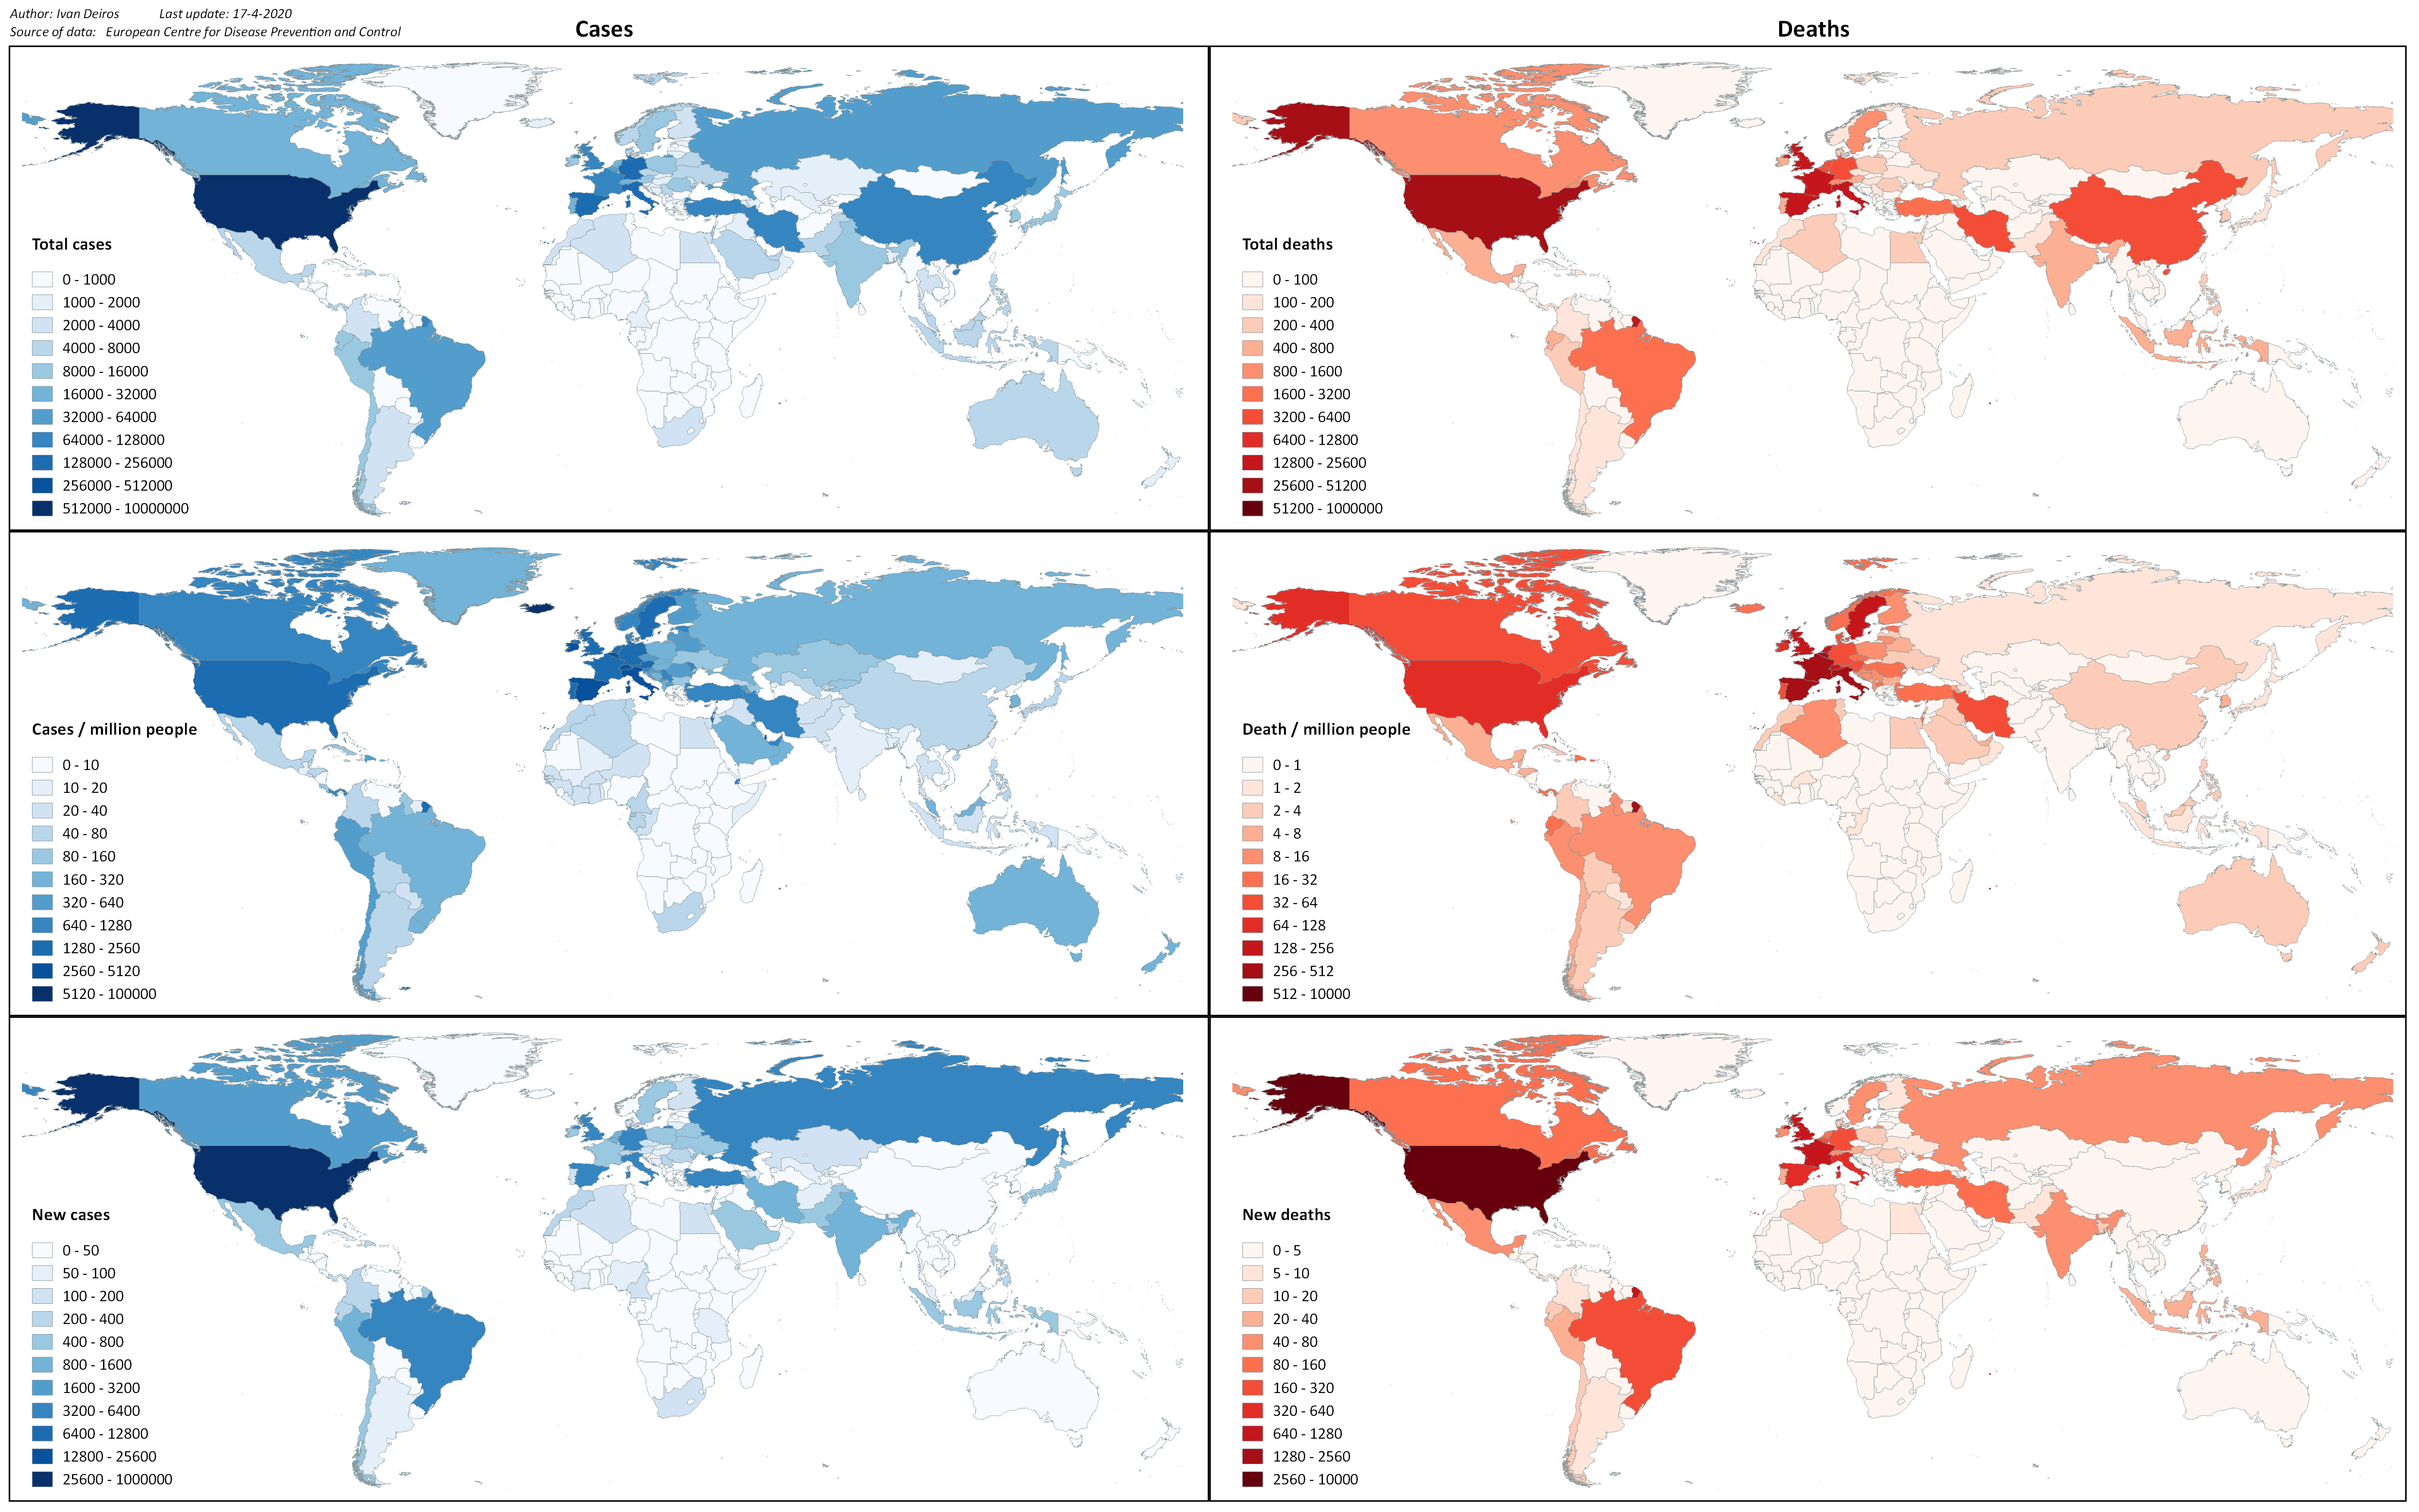 Author: Ivan Deiros Last update: 17-4-2020
Source of data: European Centre for Disease Prevention and Control
Cases
Deaths
Total cases
0 - 1000
1000 - 2000
2000 - 4000
4000 - 8000
8000 - 16000
16000 - 32000
32000 - 64000
64000 - 128000
128000 - 256000
256000 - 512000
512000 - 10000000
Total deaths
0 - 100
100 - 200
200 - 400
400 - 800
800 - 1600
1600 - 3200
3200 - 6400
6400 - 12800
12800 - 25600
25600 - 51200
51200 - 1000000
Cases / million people
0 - 10
10 - 20
20 - 40
40 - 80
80 - 160
160 - 320
320 - 640
640 - 1280
1280 - 2560
2560 - 5120
5120 - 100000
Death / million people
0 - 1
1 - 2
2 - 4
4 - 8
8 - 16
16 - 32
32 - 64
64 - 128
128 - 256
256 - 512
512 - 10000
New cases
0 - 50
50 - 100
100 - 200
200 - 400
400 - 800
800 - 1600
1600 - 3200
3200 - 6400
6400 - 12800
12800 - 25600
25600 - 1000000
New deaths
0 - 5
5 - 10
10 - 20
20 - 40
40 - 80
80 - 160
160 - 320
320 - 640
640 - 1280
1280 - 2560
2560 - 10000